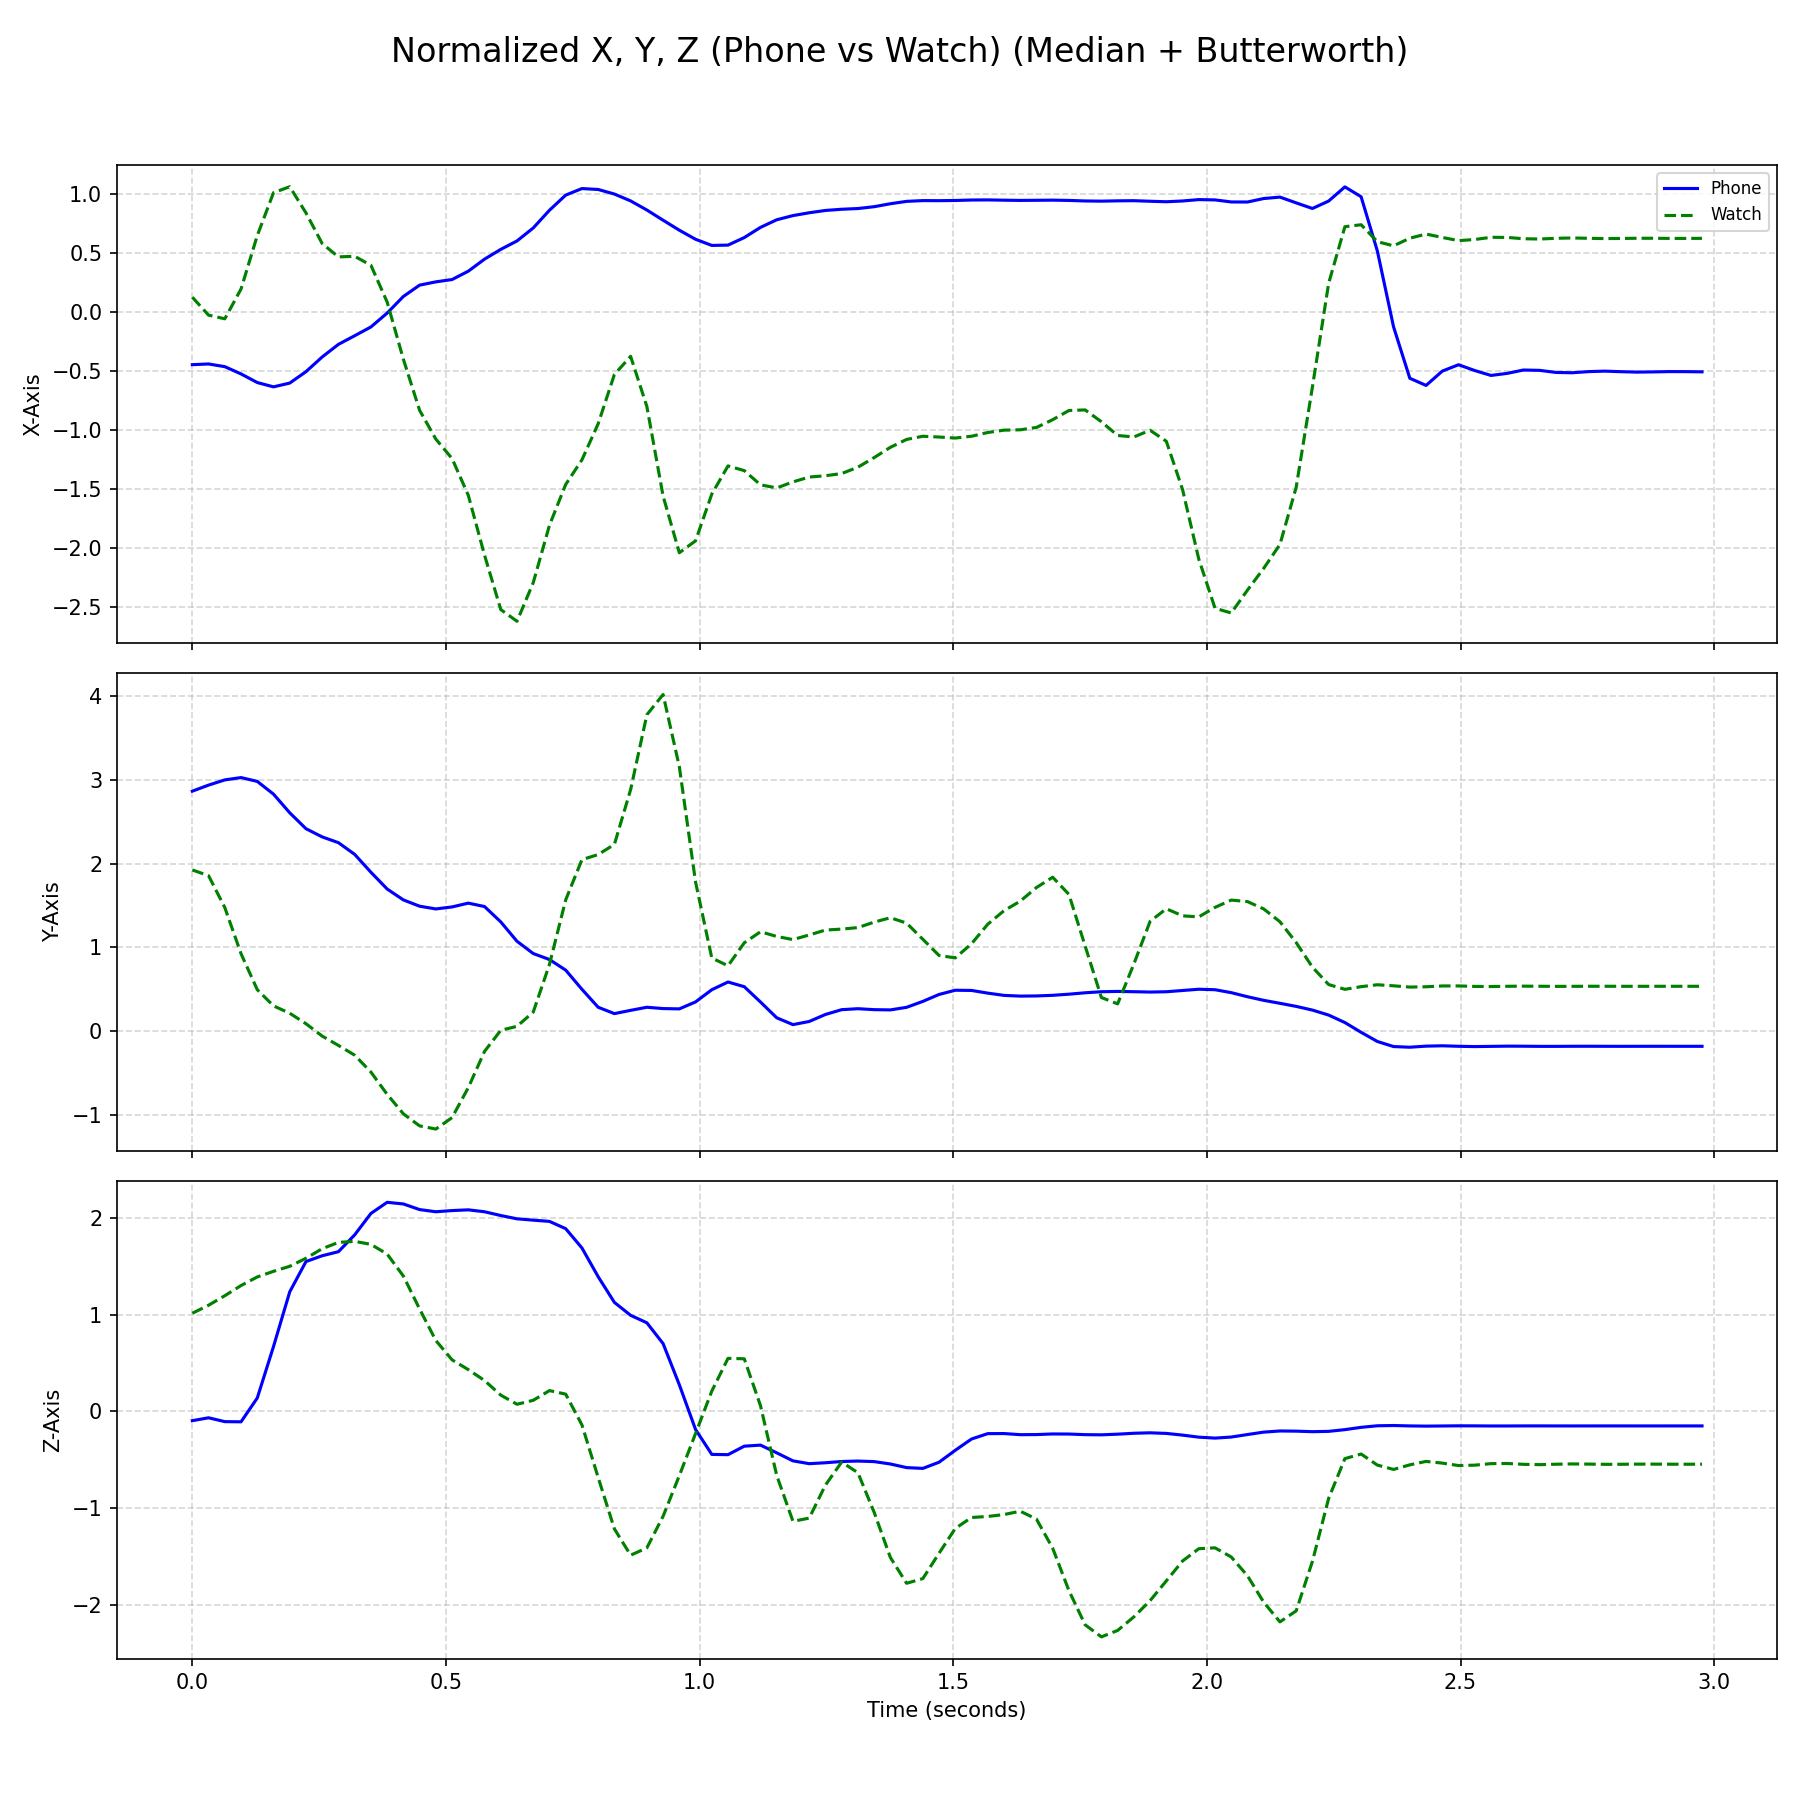 Normalized X, Y, Z (Phone vs Watch) (Median + Butterworth)
Phone
Watch
X-Axis
1.0
0.5
0.0
−0.5
−1.0
−1.5
−2.0
−2.5
Y-Axis
4
3
2
1
0
−1
Z-Axis
2
1
0
−1
−2
0.0 0.5 1.0 1.5 2.0 2.5 3.0
Time (seconds)